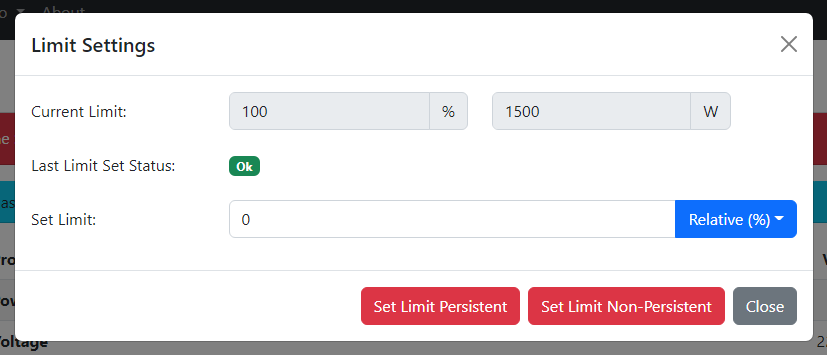 About
Limit Settings
Current Limit: 100 % 1500 W
Last Limit Set Status: Ok
Set Limit: 0 Relative (%)
Set Limit Persistent Set Limit Non-Persistent Close